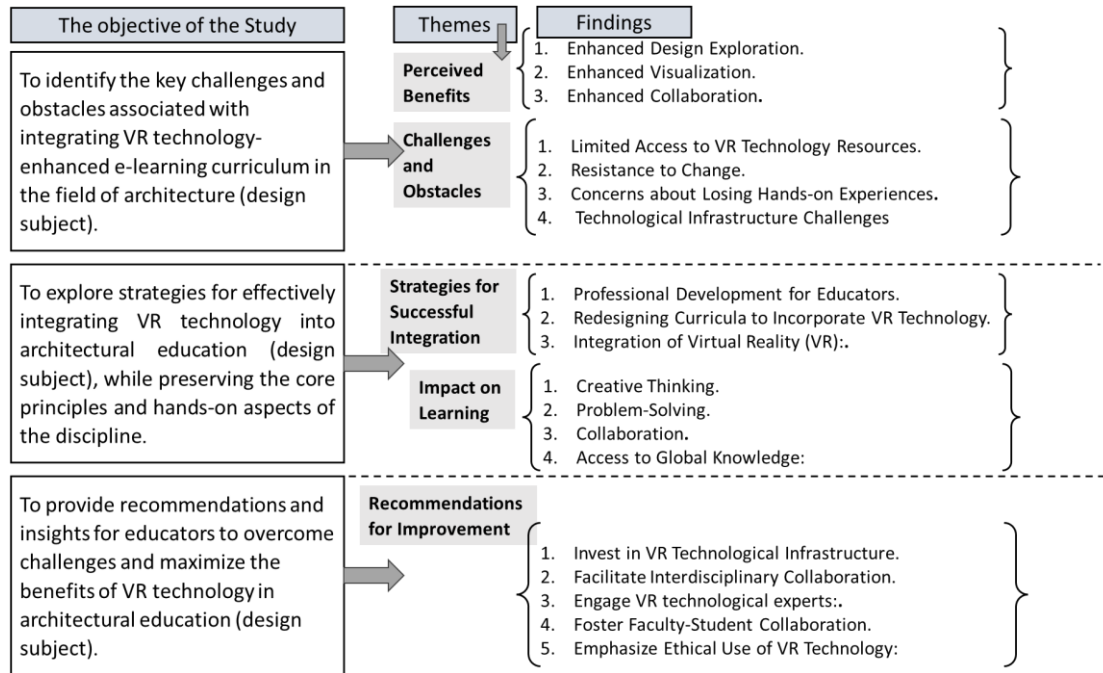 The objective of the Study
Themes
Findings
To identify the key challenges and
obstacles associated with
integrating VR technology-
enhanced e-learning curriculum in
the field of architecture (design
subject).
Perceived
Benefits
1. Enhanced Design Exploration.
2. Enhanced Visualization.
3. Enhanced Collaboration.
Challenges
and
Obstacles
1. Limited Access to VR Technology Resources.
2. Resistance to Change.
3. Concerns about Losing Hands-on Experiences.
4. Technological Infrastructure Challenges
To explore strategies for effectively
integrating VR technology into
architectural education (design
subject), while preserving the core
principles and hands-on aspects of
the discipline.
Strategies for
Successful
Integration
1. Professional Development for Educators.
2. Redesigning Curricula to Incorporate VR Technology.
3. Integration of Virtual Reality (VR):.
Impact on
Learning
1. Creative Thinking.
2. Problem-Solving.
3. Collaboration.
4. Access to Global Knowledge:
To provide recommendations and
insights for educators to overcome
challenges and maximize the
benefits of VR technology in
architectural education (design
subject).
Recommendations
for Improvement
1. Invest in VR Technological Infrastructure.
2. Facilitate Interdisciplinary Collaboration.
3. Engage VR technological experts:.
4. Foster Faculty-Student Collaboration.
5. Emphasize Ethical Use of VR Technology: